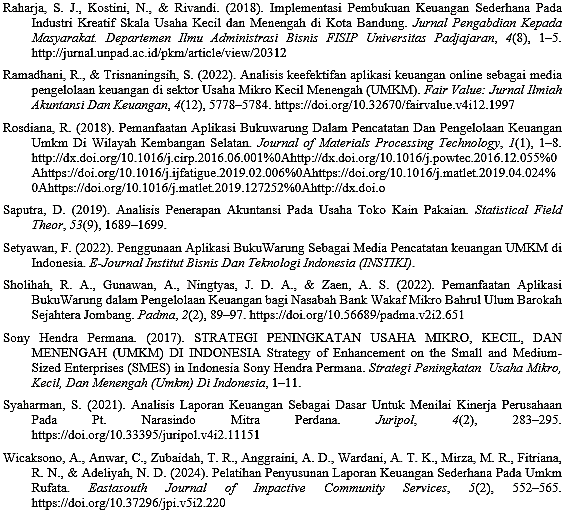 Raharja, S. J., Kostini, N., & Rivandi. (2018). Implementasi Pembukuan Keuangan Sederhana Pada
Industri Kreatif Skala Usaha Kecil dan Menengah di Kota Bandung. Jurnal Pengabdian Kepada
Masyarakat. Departemen Ilmu Administrasi Bisnis FISIP Universitas Padjajaran, 4(8), 1–5.
http://jurnal.unpad.ac.id/pkm/article/view/20312
Ramadhani, R., & Trisnaningsih, S. (2022). Analisis keefektifan aplikasi keuangan online sebagai media
pengelolaan keuangan di sektor Usaha Mikro Kecil Menengah (UMKM). Fair Value: Jurnal Ilmiah
Akuntansi Dan Keuangan, 4(12), 5778–5784. https://doi.org/10.32670/fairvalue.v4i12.1997
Rosdiana, R. (2018). Pemanfaatan Aplikasi Bukuwarung Dalam Pencatatan Dan Pengelolaan Keuangan
Umkm Di Wilayah Kembangan Selatan. Journal of Materials Processing Technology, 1(1), 1–8.
http://dx.doi.org/10.1016/j.cirp.2016.06.001%0Ahttp://dx.doi.org/10.1016/j.powtec.2016.12.055%0
Ahttps://doi.org/10.1016/j.ijfatigue.2019.02.006%0Ahttps://doi.org/10.1016/j.matlet.2019.04.024%
0Ahttps://doi.org/10.1016/j.matlet.2019.127252%0Ahttp://dx.doi.o
Saputra, D. (2019). Analisis Penerapan Akuntansi Pada Usaha Toko Kain Pakaian. Statistical Field
Theor, 53(9), 1689–1699.
Setyawan, F. (2022). Penggunaan Aplikasi BukuWarung Sebagai Media Pencatatan keuangan UMKM di
Indonesia. E-Journal Institut Bisnis Dan Teknologi Indonesia (INSTIKI).
Sholihah, R. A., Gunawan, A., Ningtyas, J. D. A., & Zaen, A. S. (2022). Pemanfaatan Aplikasi
BukuWarung dalam Pengelolaan Keuangan bagi Nasabah Bank Wakaf Mikro Bahrul Ulum Barokah
Sejahtera Jombang. Padma, 2(2), 89–97. https://doi.org/10.56689/padma.v2i2.651
Sony Hendra Permana. (2017). STRATEGI PENINGKATAN USAHA MIKRO, KECIL, DAN
MENENGAH (UMKM) DI INDONESIA Strategy of Enhancement on the Small and Medium-
Sized Enterprises (SMES) in Indonesia Sony Hendra Permana. Strategi Peningkatan Usaha Mikro,
Kecil, Dan Menengah (Umkm) Di Indonesia, 1–11.
Syaharman, S. (2021). Analisis Laporan Keuangan Sebagai Dasar Untuk Menilai Kinerja Perusahaan
Pada Pt. Narasindo Mitra Perdana. Juripol, 4(2), 283–295.
https://doi.org/10.33395/juripol.v4i2.11151
Wicaksono, A., Anwar, C., Zubaidah, T. R., Anggraini, A. D., Wardani, A. T. K., Mirza, M. R., Fitriana,
R. N., & Adeliyah, N. D. (2024). Pelatihan Penyusunan Laporan Keuangan Sederhana Pada Umkm
Rufata. Eastasouth Journal of Impactive Community Services, 5(2), 552–565.
https://doi.org/10.37296/jpi.v5i2.220